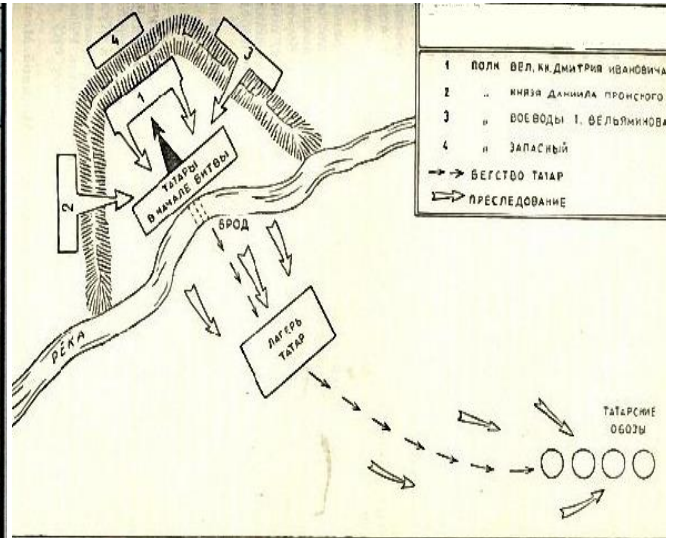 4
3
1
ТАТАРЫ
В НАЧАЛЕ БИТВЫ
2
БРОД
РЕКА
ЛАГЕРЬ
ТАТАР
ТАТАРСКИЕ
ОБОЗЫ
1 ПОЛК ВЕЛ. КН. ДМИТРИЯ ИВАНОВИЧА
2 " КНЯЗЯ ДАНИИЛА ПРОНСКОГО
3 " ВОЕВОДЫ Т. ВЕЛЬЯМИНОВА
4 " ЗАПАСНЫЙ
БЕГСТВО ТАТАР
ПРЕСЛЕДОВАНИЕ